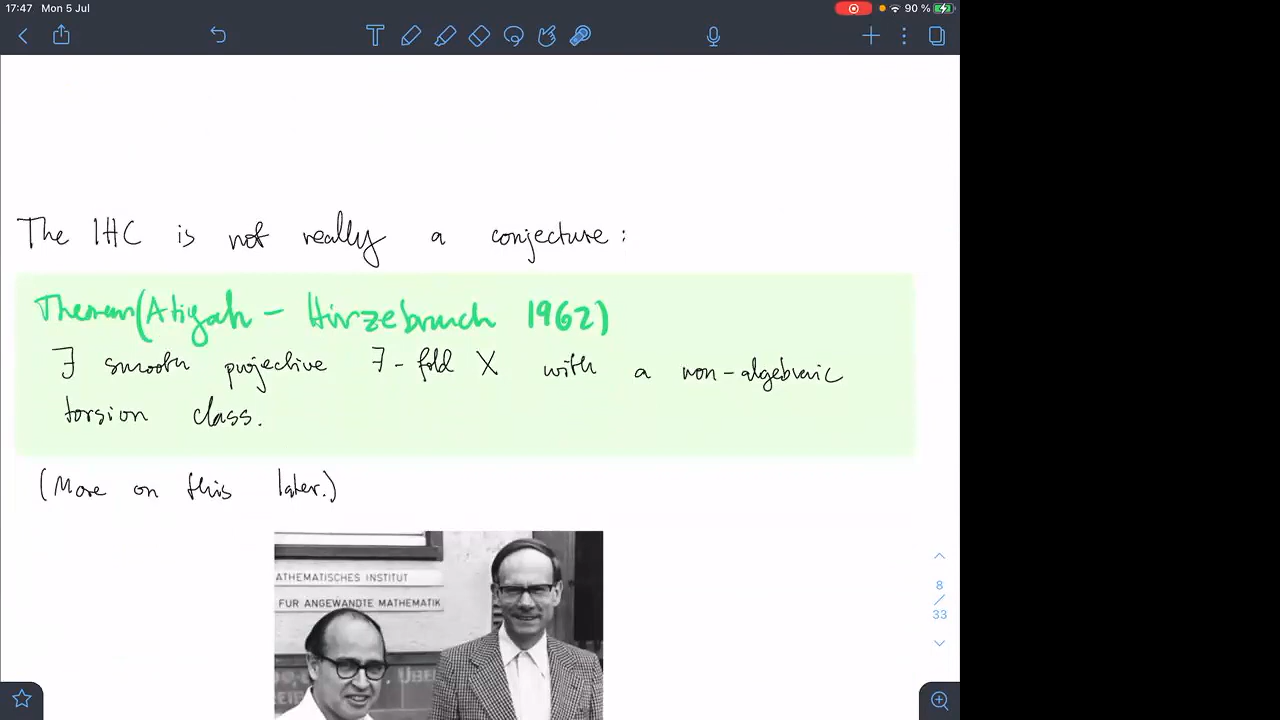 17:47 Mon 5 Jul
90 %
The IHC is not really a conjecture:
Theorem (Atiyah - Hirzebruch 1962)
∃ smooth projective 7-fold X with a non-algebraic
torsion class.
(More on this later.)
ATHEMATISCHES INSTITUT
FÜR ANGEWANDTE MATHEMATIK
8
/
33